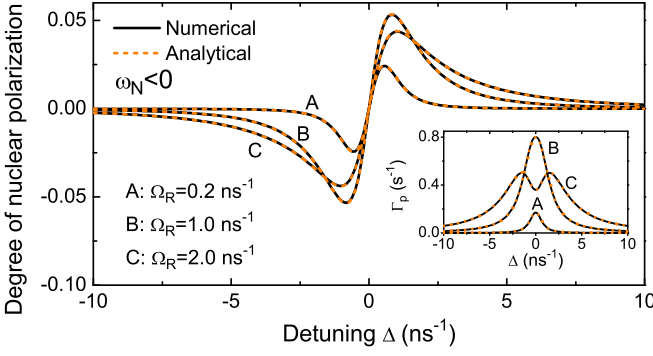 Degree of nuclear polarization
0.05
0.00
-0.05
-0.10
Numerical
Analytical
ω_N<0
A
B
C
A: Ω_R=0.2 ns⁻¹
B: Ω_R=1.0 ns⁻¹
C: Ω_R=2.0 ns⁻¹
Γ_p (s⁻¹)
0.8
0.4
0.0
B
C
A
-10 -5 0 5 10
Δ (ns⁻¹)
-10 -5 0 5 10
Detuning Δ (ns⁻¹)